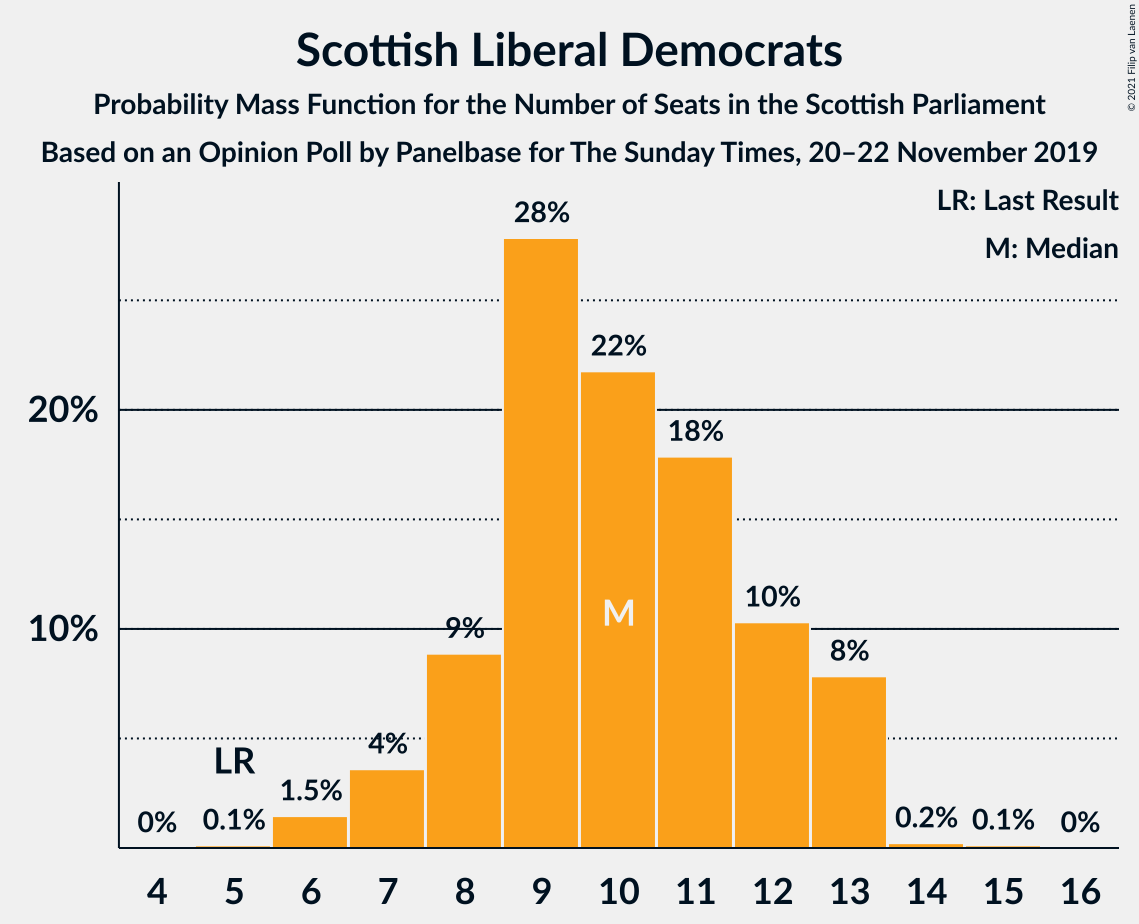 Scottish Liberal Democrats
Probability Mass Function for the Number of Seats in the Scottish Parliament
Based on an Opinion Poll by Panelbase for The Sunday Times, 20–22 November 2019
© 2021 Filip van Laenen
LR: Last Result
M: Median
28%
22%
20%
18%
M
10%
10%
9%
8%
LR
4%
1.5%
0%
0.1%
0.2%
0.1%
0%
4 5 6 7 8 9 10 11 12 13 14 15 16